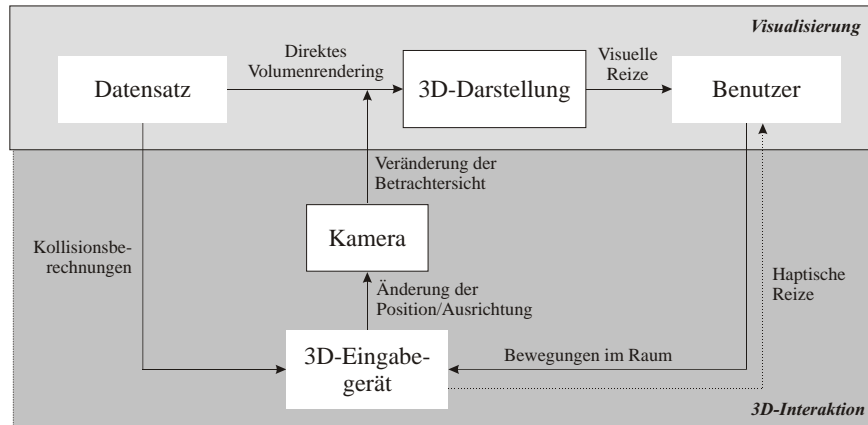 Visualisierung
Direktes
Volumenrendering
Visuelle
Reize
Datensatz
3D-Darstellung
Benutzer
Veränderung der
Betrachtersicht
Kamera
Kollisionsbe-
rechnungen
Haptische
Reize
Änderung der
Position/Ausrichtung
3D-Eingabe-
gerät
Bewegungen im Raum
3D-Interaktion